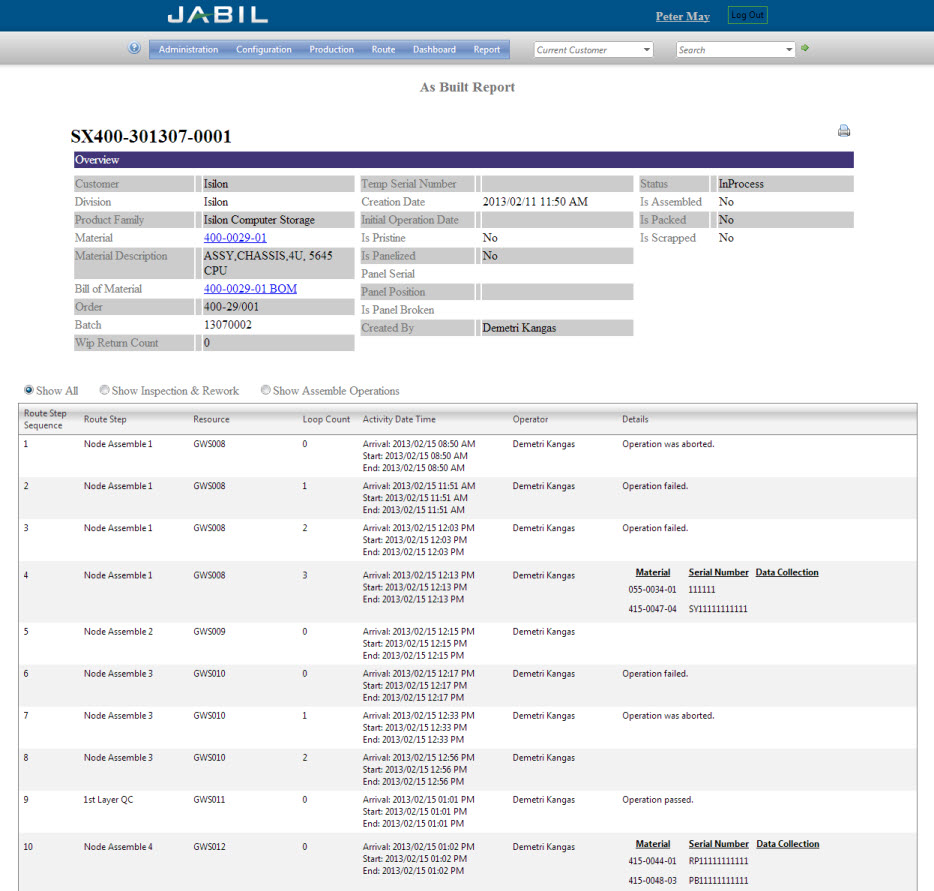 JABIL
Peter May Log Out
Administration Configuration Production Route Dashboard Report Current Customer Search
As Built Report
SX400-301307-0001
Overview
Customer Isilon Temp Serial Number Status InProcess
Division Isilon Creation Date 2013/02/11 11:50 AM Is Assembled No
Product Family Isilon Computer Storage Initial Operation Date Is Packed No
Material 400-0029-01 Is Pristine No Is Scrapped No
Material Description ASSY,CHASSIS,4U, 5645 Is Panelized No
CPU Panel Serial
Bill of Material 400-0029-01 BOM Panel Position
Order 400-29/001 Is Panel Broken
Batch 13070002 Created By Demetri Kangas
Wip Return Count 0
Show All Show Inspection & Rework Show Assemble Operations
Route Step
Sequence Route Step Resource Loop Count Activity Date Time Operator Details
1 Node Assemble 1 GWS008 0 Arrival: 2013/02/15 08:50 AM Demetri Kangas Operation was aborted.
Start: 2013/02/15 08:50 AM
End: 2013/02/15 08:50 AM
2 Node Assemble 1 GWS008 1 Arrival: 2013/02/15 11:51 AM Demetri Kangas Operation failed.
Start: 2013/02/15 11:51 AM
End: 2013/02/15 11:51 AM
3 Node Assemble 1 GWS008 2 Arrival: 2013/02/15 12:03 PM Demetri Kangas Operation failed.
Start: 2013/02/15 12:03 PM
End: 2013/02/15 12:03 PM
Material Serial Number Data Collection
4 Node Assemble 1 GWS008 3 Arrival: 2013/02/15 12:13 PM Demetri Kangas
Start: 2013/02/15 12:13 PM 055-0034-01 111111
End: 2013/02/15 12:13 PM
415-0047-04 SY11111111111
5 Node Assemble 2 GWS009 0 Arrival: 2013/02/15 12:15 PM Demetri Kangas
Start: 2013/02/15 12:15 PM
End: 2013/02/15 12:15 PM
6 Node Assemble 3 GWS010 0 Arrival: 2013/02/15 12:17 PM Demetri Kangas Operation failed.
Start: 2013/02/15 12:17 PM
End: 2013/02/15 12:17 PM
7 Node Assemble 3 GWS010 1 Arrival: 2013/02/15 12:33 PM Demetri Kangas Operation was aborted.
Start: 2013/02/15 12:33 PM
End: 2013/02/15 12:33 PM
8 Node Assemble 3 GWS010 2 Arrival: 2013/02/15 12:56 PM Demetri Kangas
Start: 2013/02/15 12:56 PM
End: 2013/02/15 12:56 PM
9 1st Layer QC GWS011 0 Arrival: 2013/02/15 01:01 PM Demetri Kangas Operation passed.
Start: 2013/02/15 01:01 PM
End: 2013/02/15 01:01 PM
Material Serial Number Data Collection
10 Node Assemble 4 GWS012 0 Arrival: 2013/02/15 01:02 PM Demetri Kangas
Start: 2013/02/15 01:02 PM 415-0044-01 RP11111111111
End: 2013/02/15 01:02 PM
415-0048-03 PB11111111111